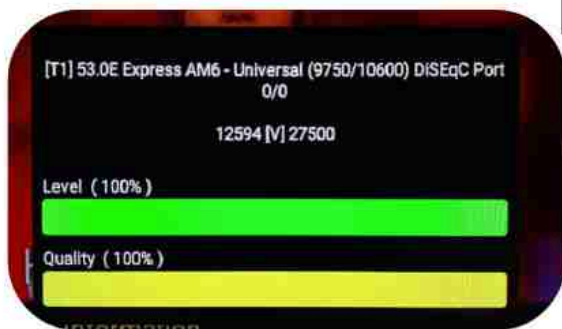 [T1] 53.0E Express AM6 - Universal (9750/10600) DiSEqC Port
0/0
12594 [V] 27500
Level ( 100% )
Quality ( 100% )